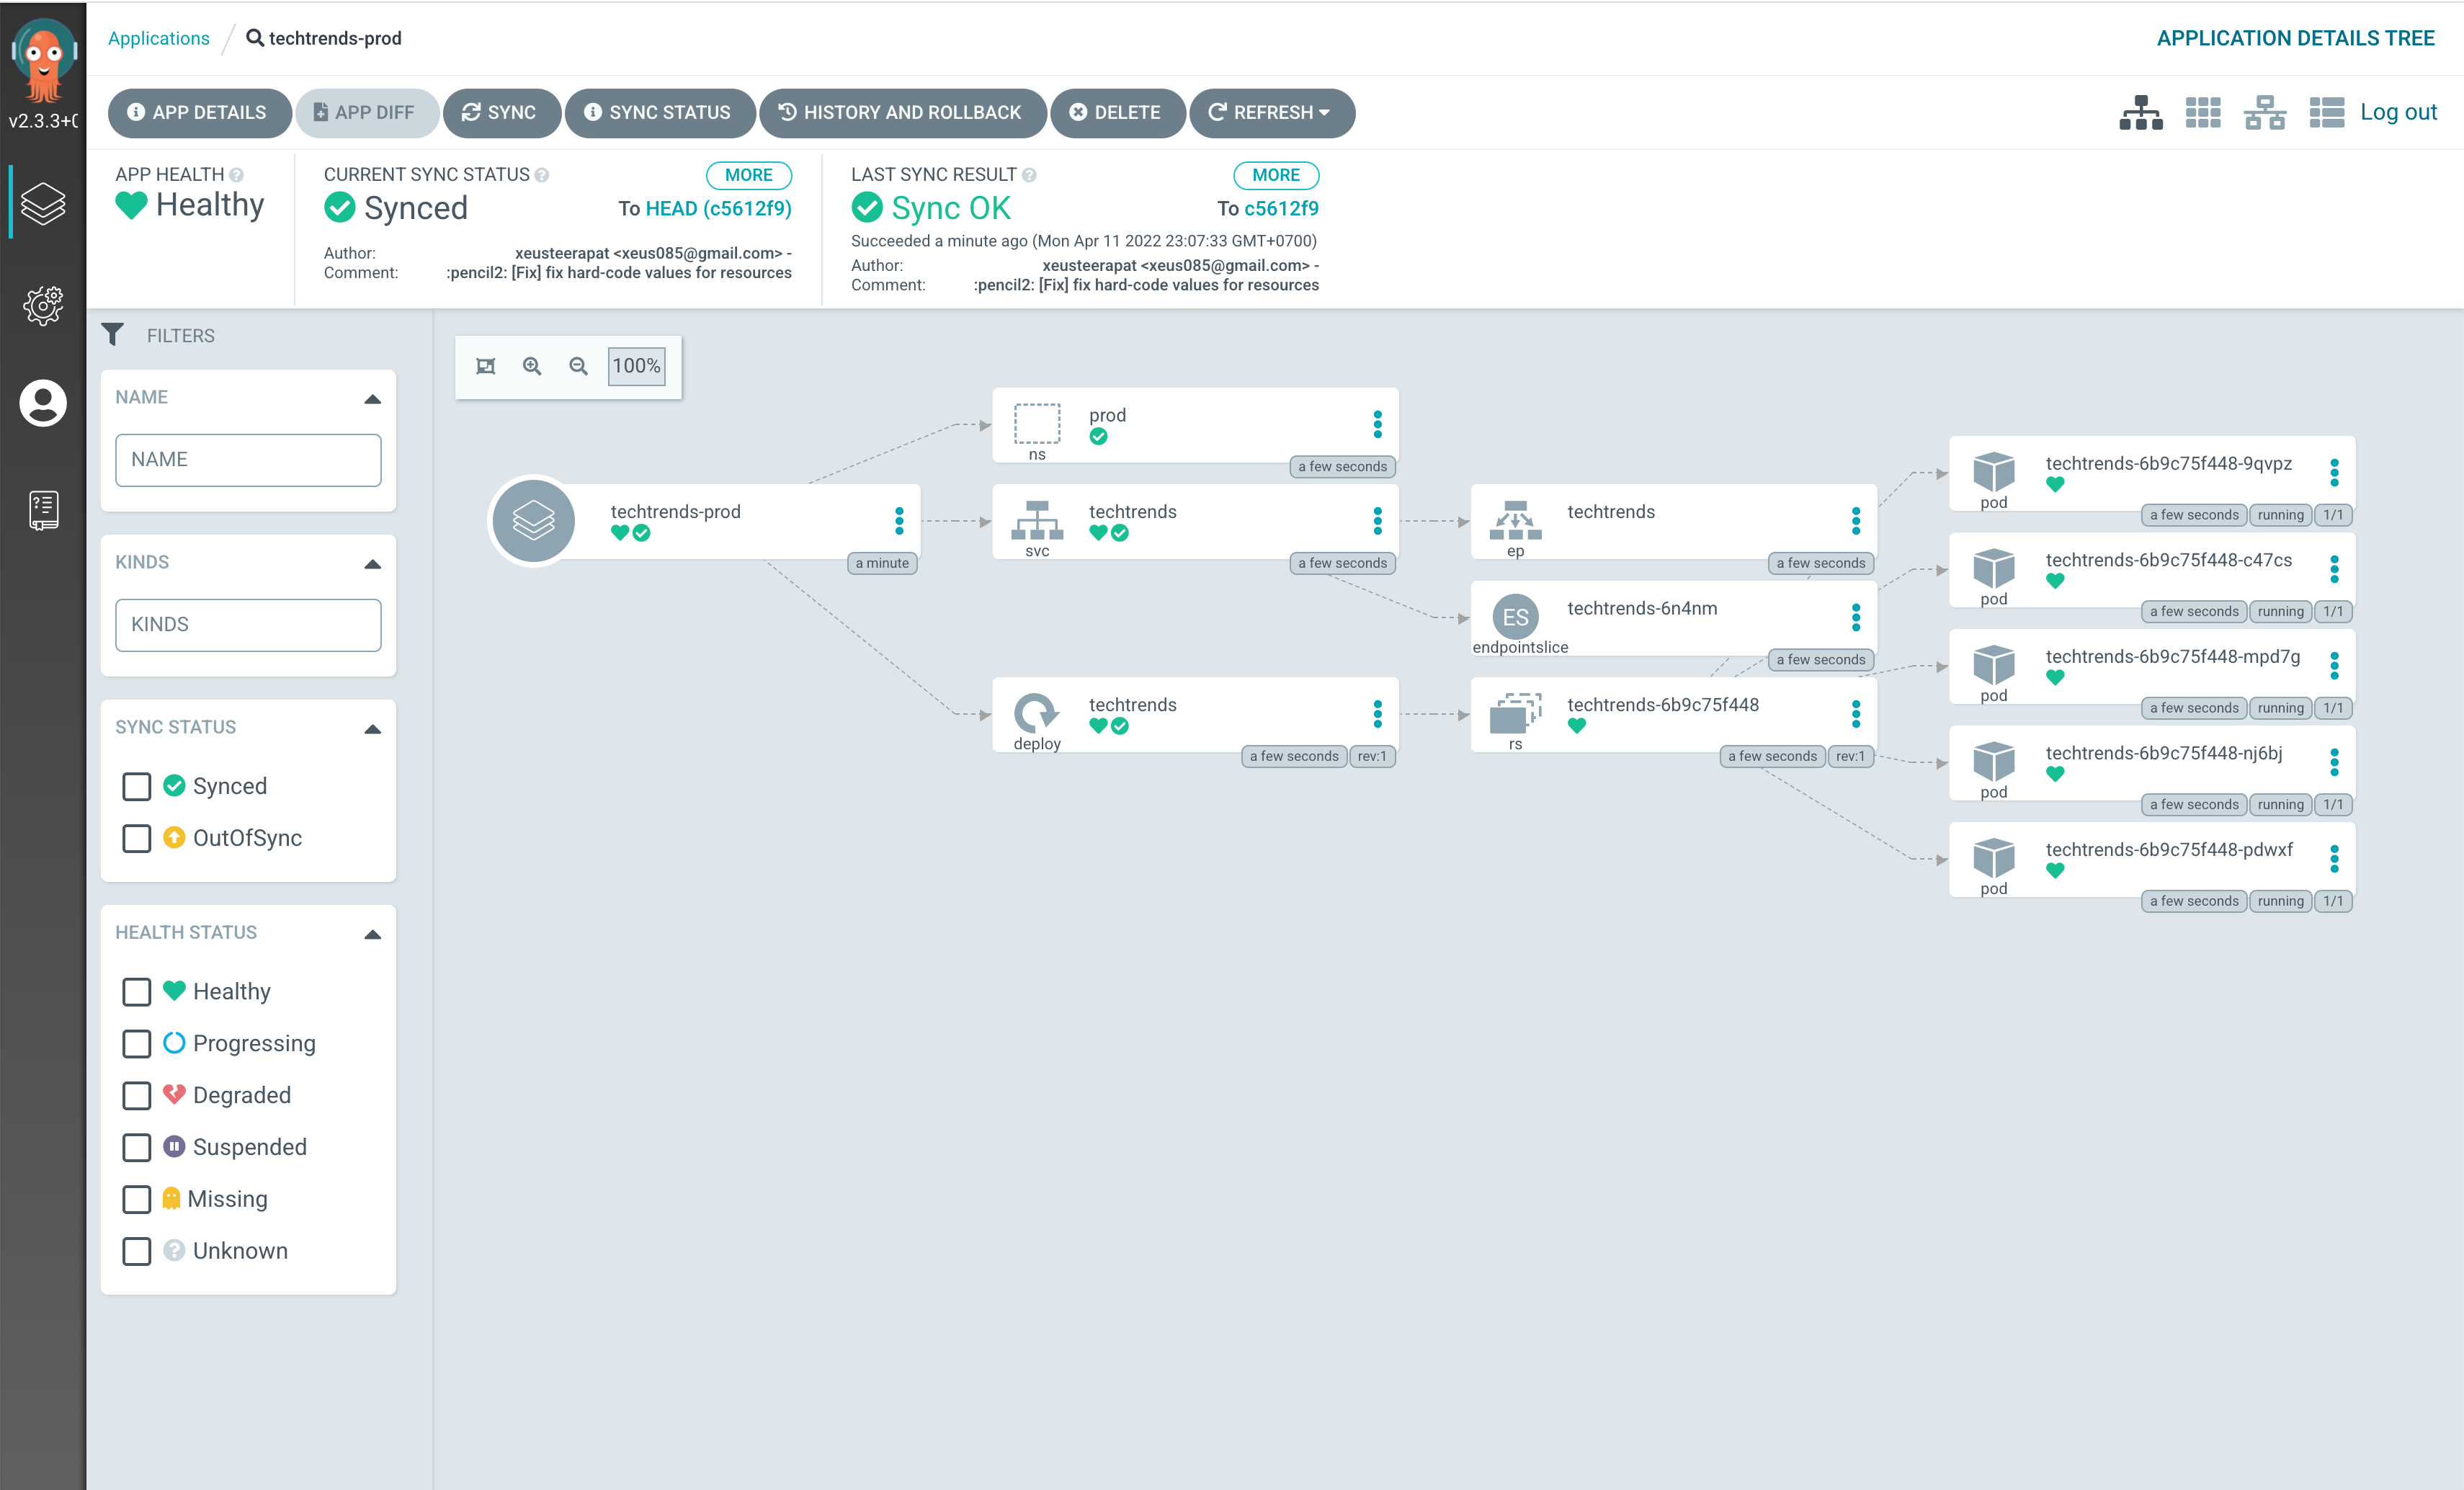 Applications / techtrends-prod
APPLICATION DETAILS TREE
v2.3.3+
APP DETAILS
APP DIFF
SYNC
SYNC STATUS
HISTORY AND ROLLBACK
DELETE
REFRESH
Log out
APP HEALTH
Healthy
CURRENT SYNC STATUS
MORE
Synced
To HEAD (c5612f9)
Author: xeusteerapat <xeus085@gmail.com> -
Comment: :pencil2: [Fix] fix hard-code values for resources
LAST SYNC RESULT
MORE
Sync OK
To c5612f9
Succeeded a minute ago (Mon Apr 11 2022 23:07:33 GMT+0700)
Author: xeusteerapat <xeus085@gmail.com> -
Comment: :pencil2: [Fix] fix hard-code values for resources
FILTERS
NAME
NAME
KINDS
KINDS
SYNC STATUS
Synced
OutOfSync
HEALTH STATUS
Healthy
Progressing
Degraded
Suspended
Missing
Unknown
100%
techtrends-prod
a minute
prod
ns
a few seconds
techtrends
svc
a few seconds
techtrends
deploy
a few seconds rev:1
techtrends
ep
a few seconds
ES
techtrends-6n4nm
endpointslice
a few seconds
techtrends-6b9c75f448
rs
a few seconds rev:1
techtrends-6b9c75f448-9qvpz
pod
a few seconds running 1/1
techtrends-6b9c75f448-c47cs
pod
a few seconds running 1/1
techtrends-6b9c75f448-mpd7g
pod
a few seconds running 1/1
techtrends-6b9c75f448-nj6bj
pod
a few seconds running 1/1
techtrends-6b9c75f448-pdwxf
pod
a few seconds running 1/1